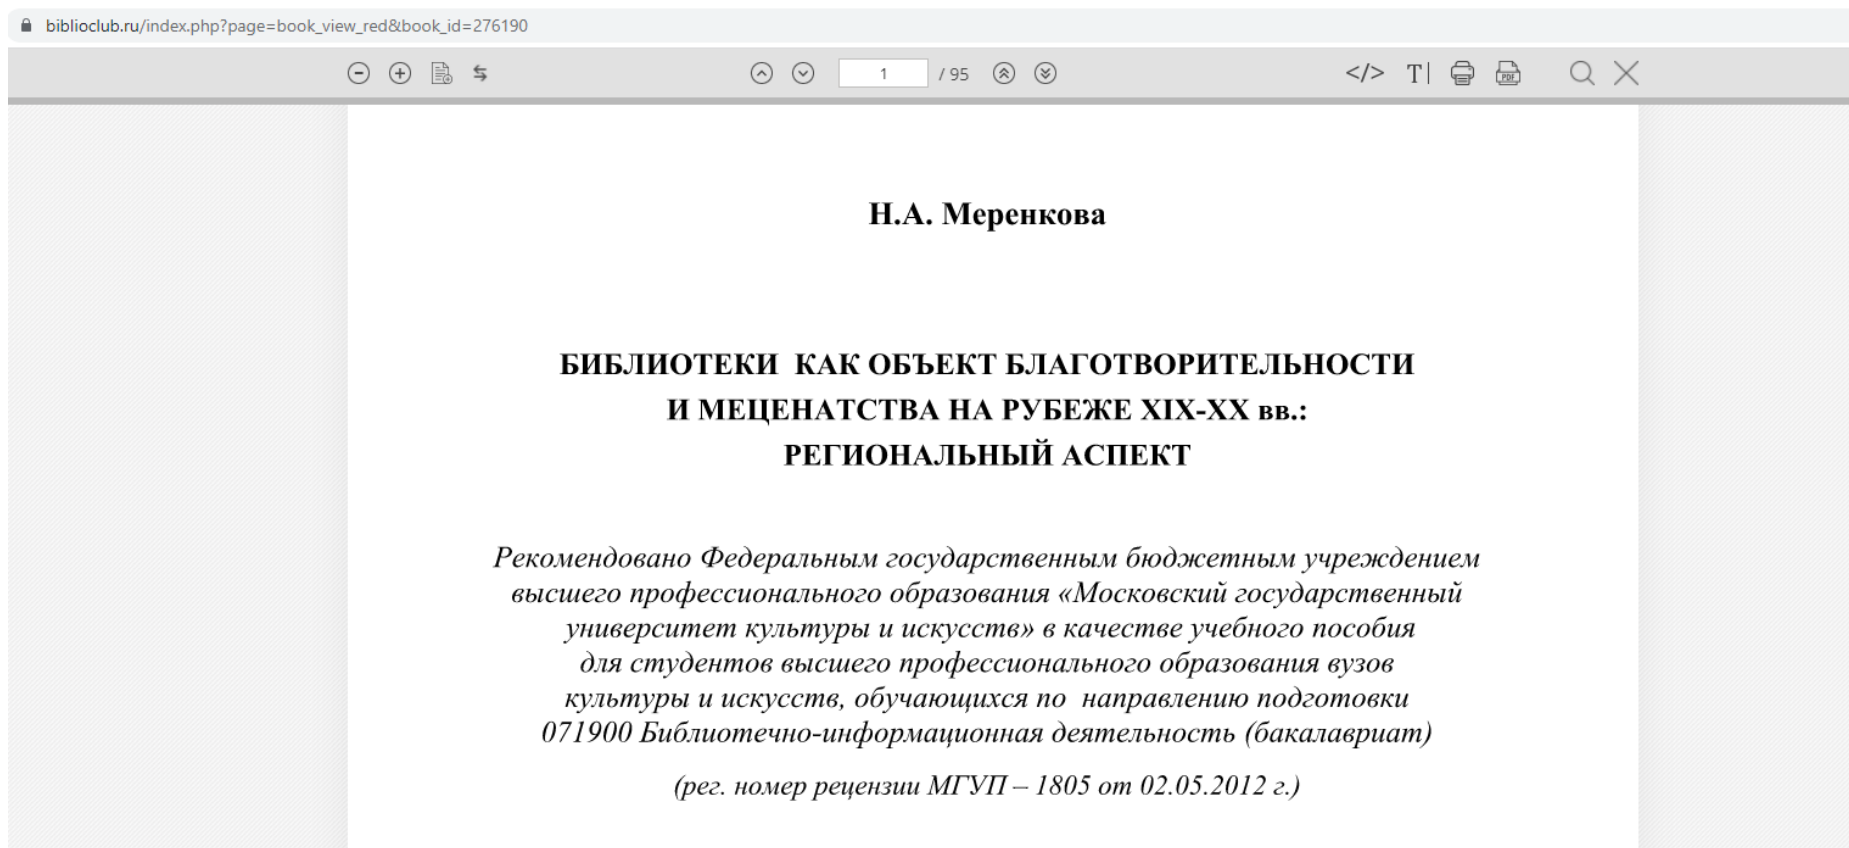 biblioclub.ru/index.php?page=book_view_red&book_id=276190
1 / 95 </> T| PDF
Н.А. Меренкова
БИБЛИОТЕКИ КАК ОБЪЕКТ БЛАГОТВОРИТЕЛЬНОСТИ
И МЕЦЕНАТСТВА НА РУБЕЖЕ XIX-XX вв.:
РЕГИОНАЛЬНЫЙ АСПЕКТ
Рекомендовано Федеральным государственным бюджетным учреждением
высшего профессионального образования «Московский государственный
университет культуры и искусств» в качестве учебного пособия
для студентов высшего профессионального образования вузов
культуры и искусств, обучающихся по направлению подготовки
071900 Библиотечно-информационная деятельность (бакалавриат)
(рег. номер рецензии МГУП – 1805 от 02.05.2012 г.)